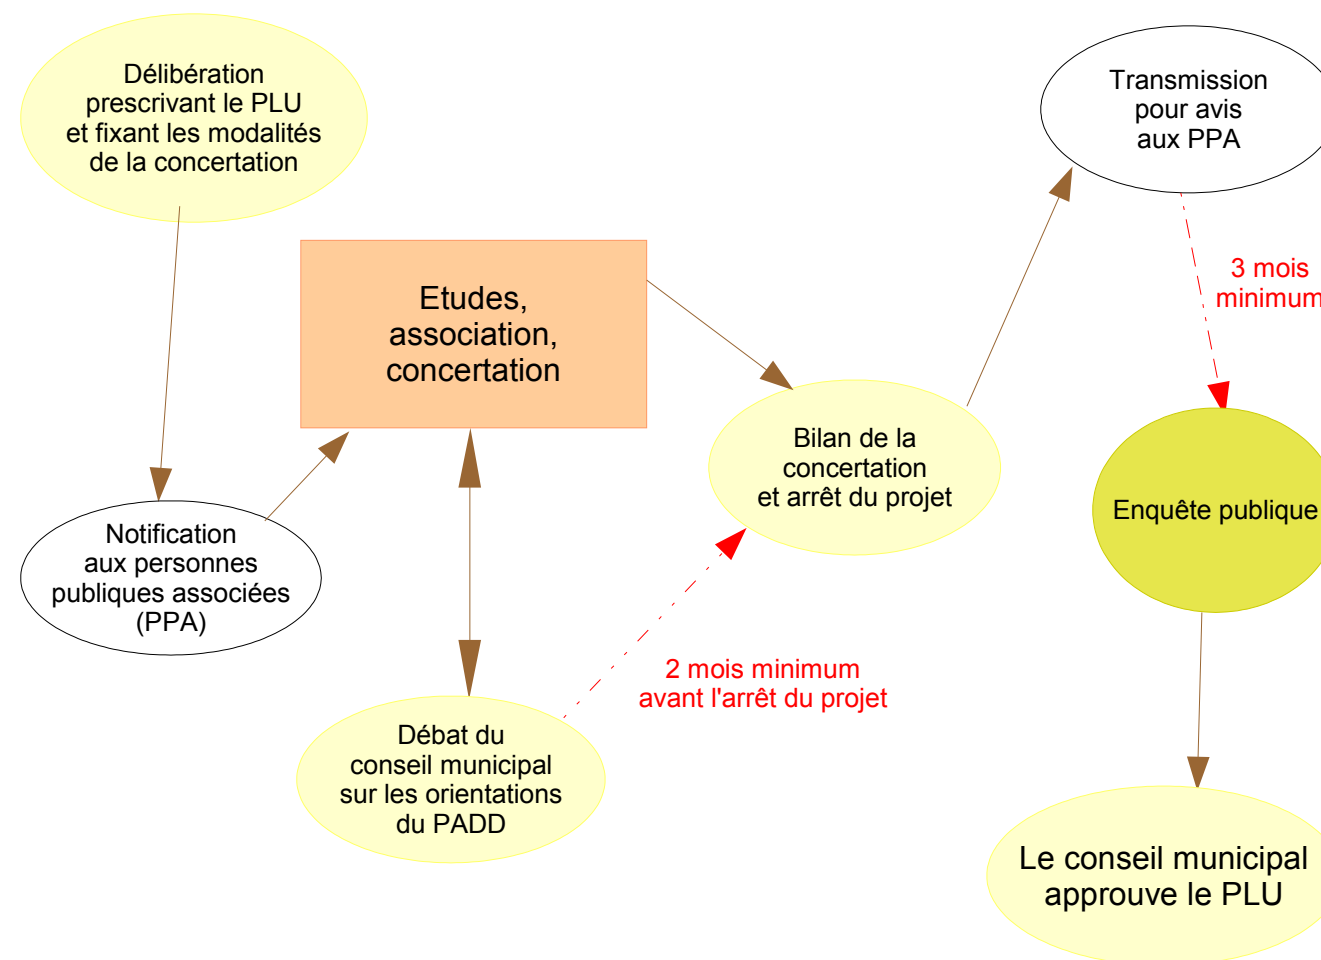 Délibération
prescrivant le PLU
et fixant les modalités
de la concertation
Notification
aux personnes
publiques associées
(PPA)
Etudes,
association,
concertation
Débat du
conseil municipal
sur les orientations
du PADD
2 mois minimum
avant l'arrêt du projet
Bilan de la
concertation
et arrêt du projet
Transmission
pour avis
aux PPA
3 mois
minimum
Enquête publique
Le conseil municipal
approuve le PLU